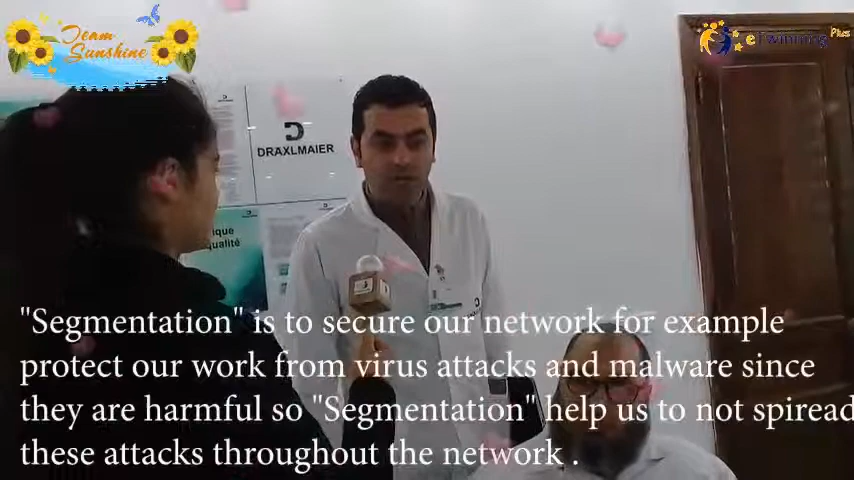 Team
Sunshine
eTwinning Plus
DRAXLMAIER
ique
qualité
"Segmentation" is to secure our network for example
protect our work from virus attacks and malware since
they are harmful so "Segmentation" help us to not spiread
these attacks throughout the network .